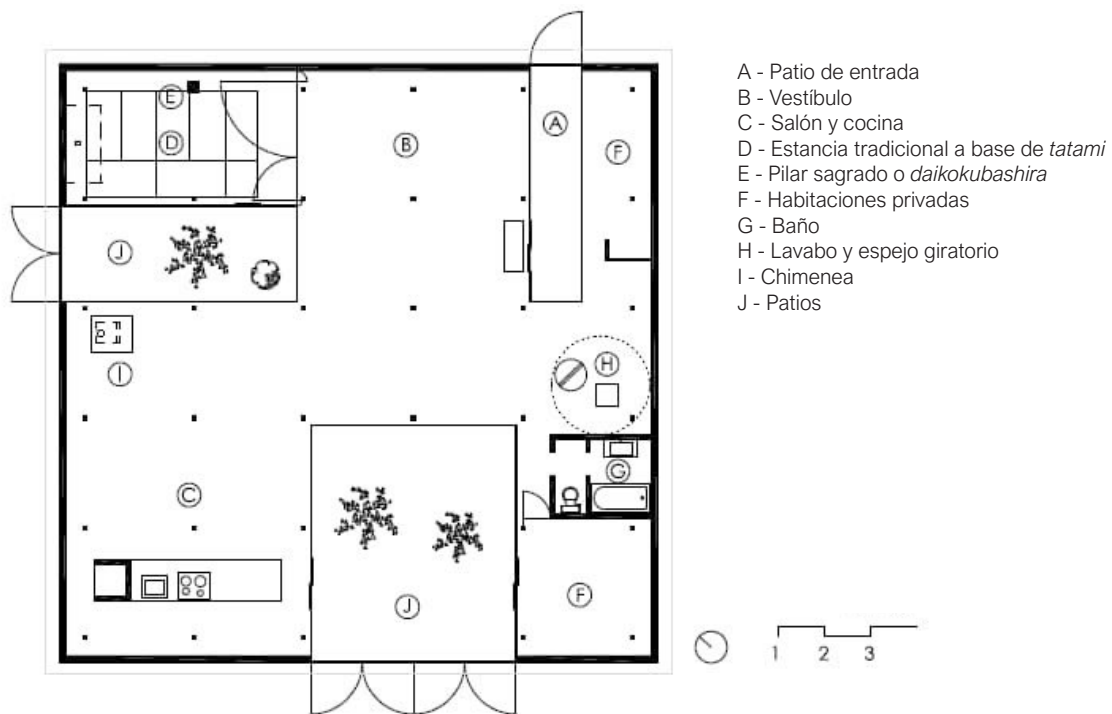 A - Patio de entrada
B - Vestíbulo
C - Salón y cocina
D - Estancia tradicional a base de tatami
E - Pilar sagrado o daikokubashira
F - Habitaciones privadas
G - Baño
H - Lavabo y espejo giratorio
I - Chimenea
J - Patios
E
D
B
A
F
J
I
H
G
C
J
F
1 2 3